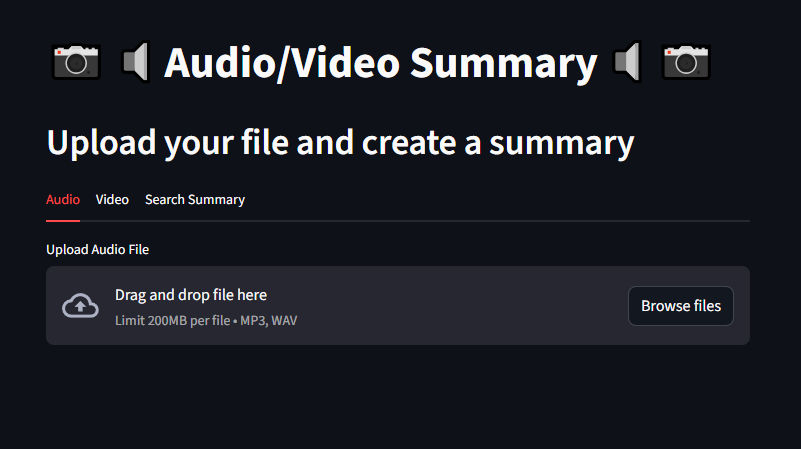 Audio/Video Summary
Upload your file and create a summary
Audio Video Search Summary
Upload Audio File
Drag and drop file here
Limit 200MB per file • MP3, WAV
Browse files